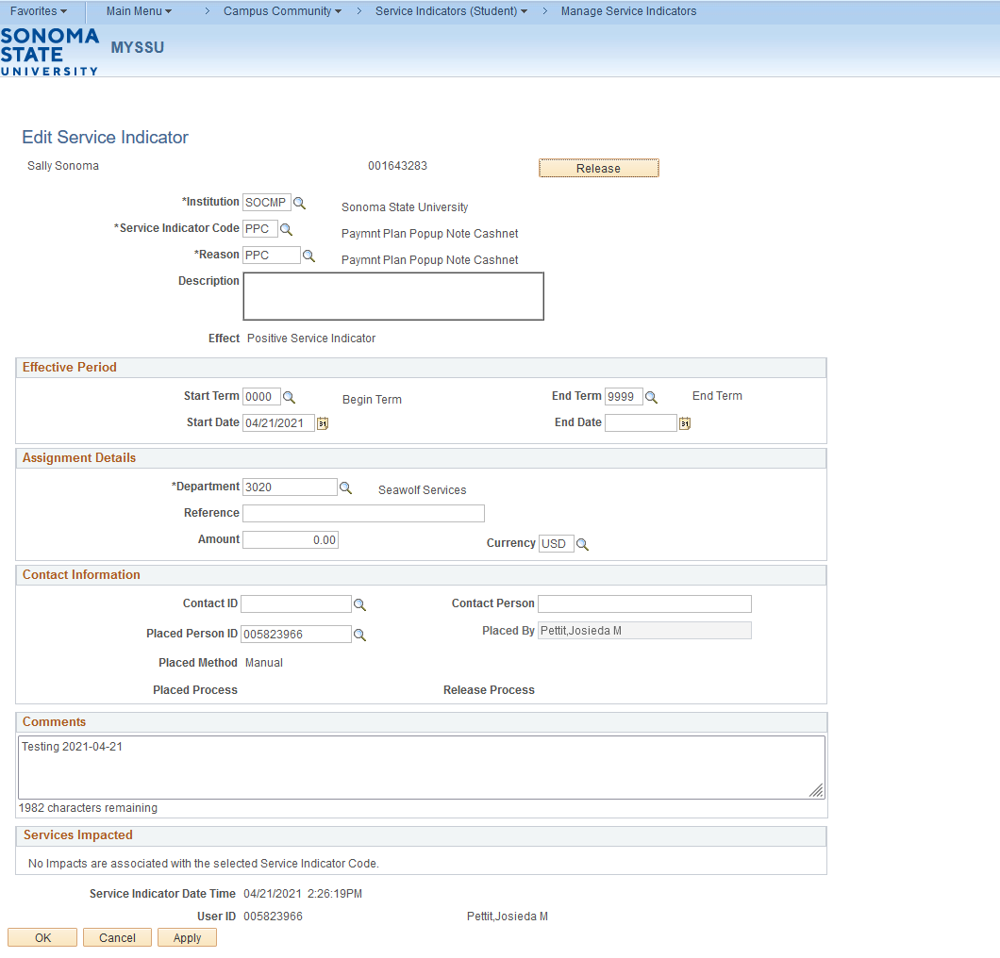 Favorites Main Menu > Campus Community > Service Indicators (Student) > Manage Service Indicators
SONOMA
STATE
UNIVERSITY
MYSSU
Edit Service Indicator
Sally Sonoma 001643283 Release
*Institution SOCMP Sonoma State University
*Service Indicator Code PPC Paymnt Plan Popup Note Cashnet
*Reason PPC Paymnt Plan Popup Note Cashnet
Description
Effect Positive Service Indicator
Effective Period
Start Term 0000 Begin Term End Term 9999 End Term
Start Date 04/21/2021 31 End Date 31
Assignment Details
*Department 3020 Seawolf Services
Reference
Amount 0.00 Currency USD
Contact Information
Contact ID Contact Person
Placed Person ID 005823966 Placed By Pettit,Josieda M
Placed Method Manual
Placed Process Release Process
Comments
Testing 2021-04-21
1982 characters remaining
Services Impacted
No Impacts are associated with the selected Service Indicator Code.
Service Indicator Date Time 04/21/2021 2:26:19PM
User ID 005823966 Pettit,Josieda M
OK Cancel Apply